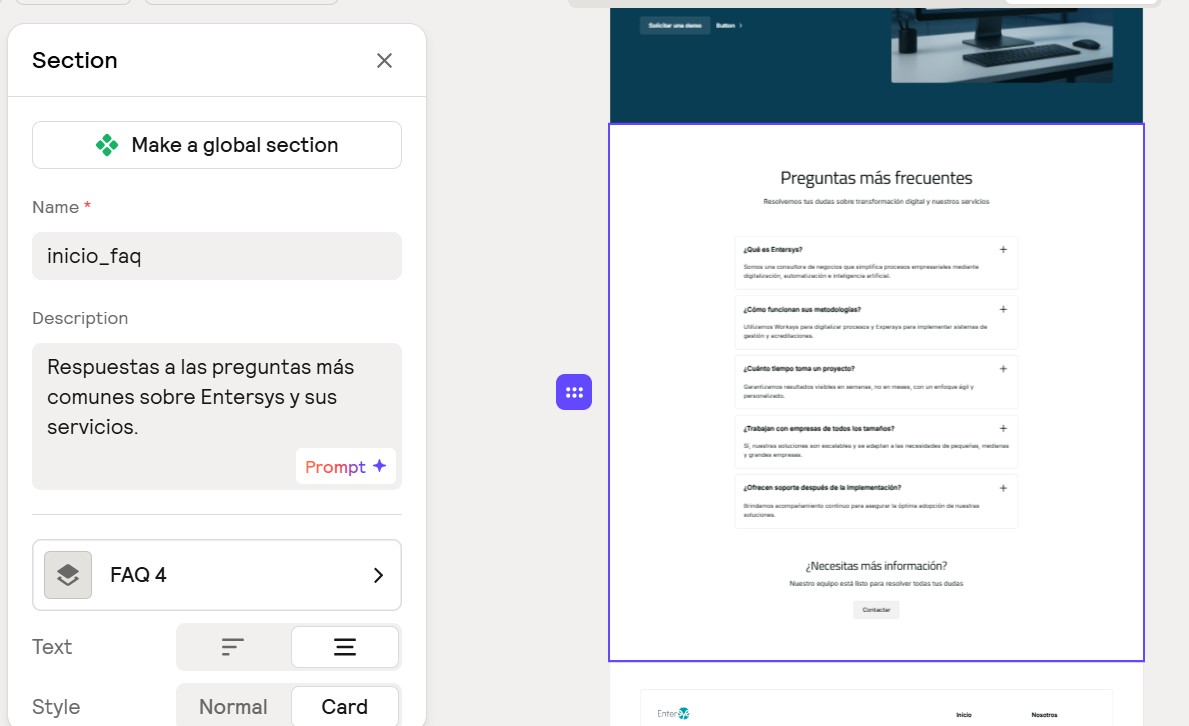 Section
Make a global section
Name *
inicio_faq
Description
Respuestas a las preguntas más
comunes sobre Entersys y sus
servicios.
Prompt
FAQ 4
Text
Style
Normal
Card
Solicitar una demo
Button
Preguntas más frecuentes
Resolvemos tus dudas sobre transformación digital y nuestros servicios
¿Qué es Entersys?
Somos una consultora de negocios que simplifica procesos empresariales mediante
digitalización, automatización e inteligencia artificial.
¿Cómo funcionan sus metodologías?
Utilizamos Worksys para digitalizar procesos y Expersys para implementar sistemas de
gestión y acreditaciones.
¿Cuánto tiempo toma un proyecto?
Garantizamos resultados visibles en semanas, no en meses, con un enfoque ágil y
personalizado.
¿Trabajan con empresas de todos los tamaños?
Sí, nuestras soluciones son escalables y se adaptan a las necesidades de pequeñas, medianas
y grandes empresas.
¿Ofrecen soporte después de la implementación?
Brindamos acompañamiento continuo para asegurar la óptima adopción de nuestras
soluciones.
¿Necesitas más información?
Nuestro equipo está listo para resolver todas tus dudas
Contactar
Entersys
Inicio
Nosotros